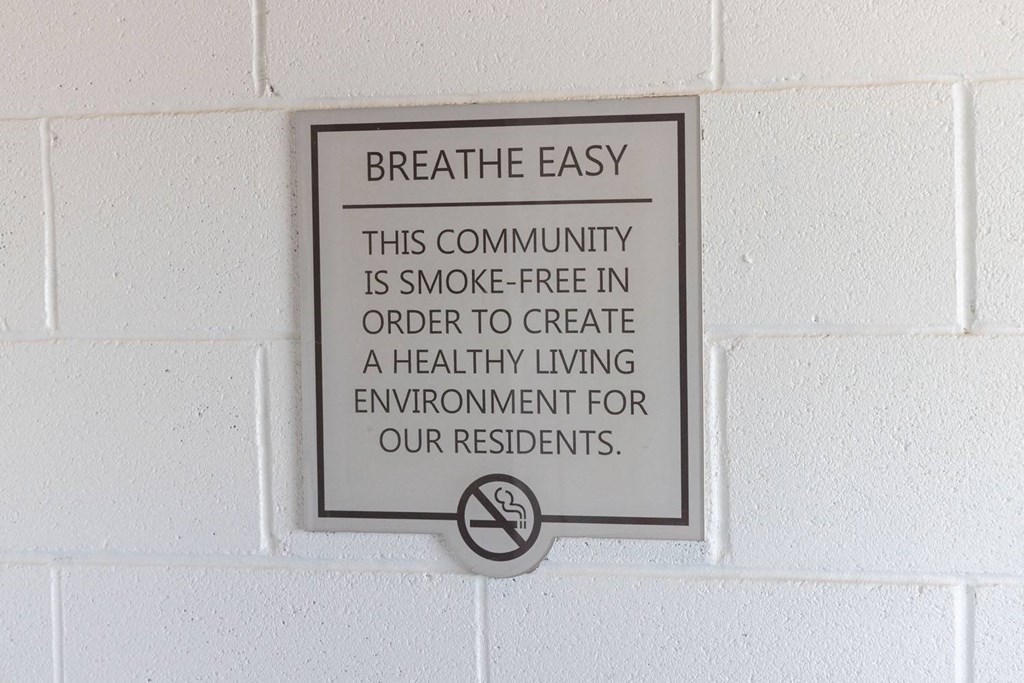 BREATHE EASY
THIS COMMUNITY
IS SMOKE-FREE IN
ORDER TO CREATE
A HEALTHY LIVING
ENVIRONMENT FOR
OUR RESIDENTS.